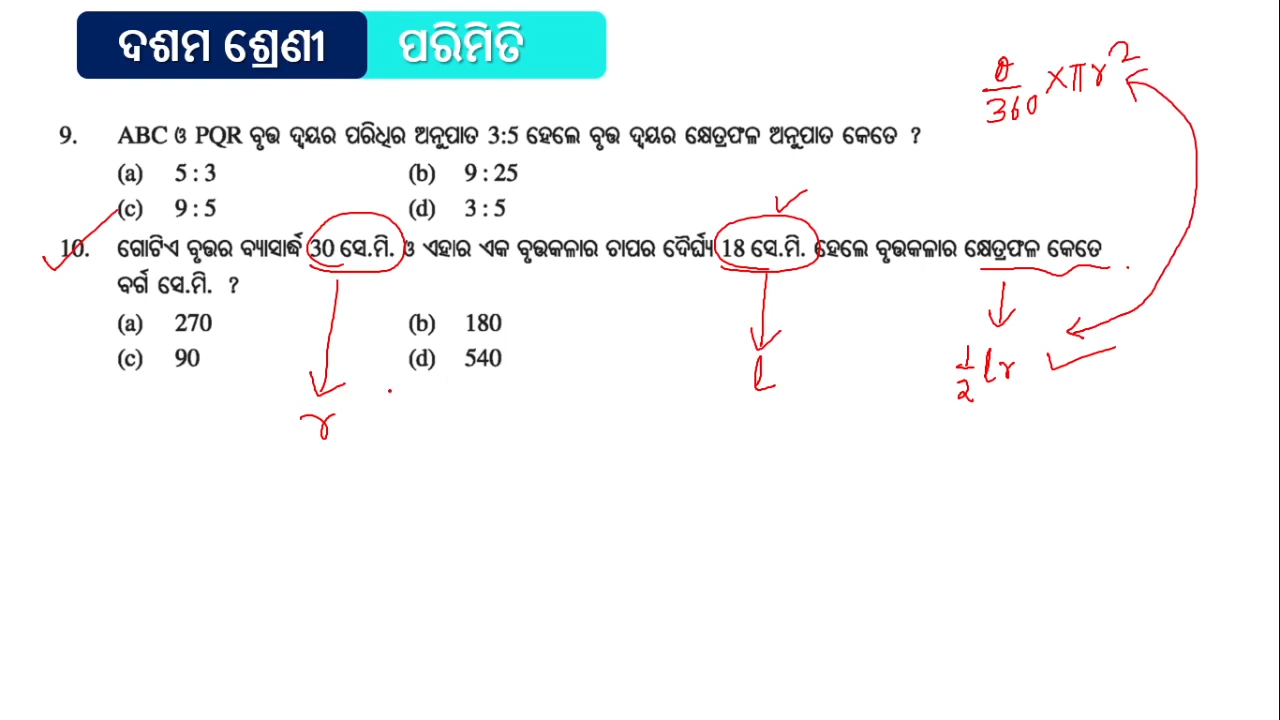 ଦଶମ ଶ୍ରେଣୀ ପରିମିତି
θ/360 × πr²
9. ABC ଓ PQR ବୃତ୍ତ ଦ୍ୱୟର ପରିଧିର ଅନୁପାତ 3:5 ହେଲେ ବୃତ୍ତ ଦ୍ୱୟର କ୍ଷେତ୍ରଫଳ ଅନୁପାତ କେତେ ?
(a) 5 : 3 (b) 9 : 25
(c) 9 : 5 (d) 3 : 5
10. ଗୋଟିଏ ବୃତ୍ତର ବ୍ୟାସାର୍ଦ୍ଧ 30 ସେ.ମି. ଓ ଏହାର ଏକ ବୃତ୍ତକଳାର ଚାପର ଦୈର୍ଘ୍ୟ 18 ସେ.ମି. ହେଲେ ବୃତ୍ତକଳାର କ୍ଷେତ୍ରଫଳ କେତେ
ବର୍ଗ ସେ.ମି. ?
(a) 270 (b) 180
(c) 90 (d) 540
r l 1/2 lr